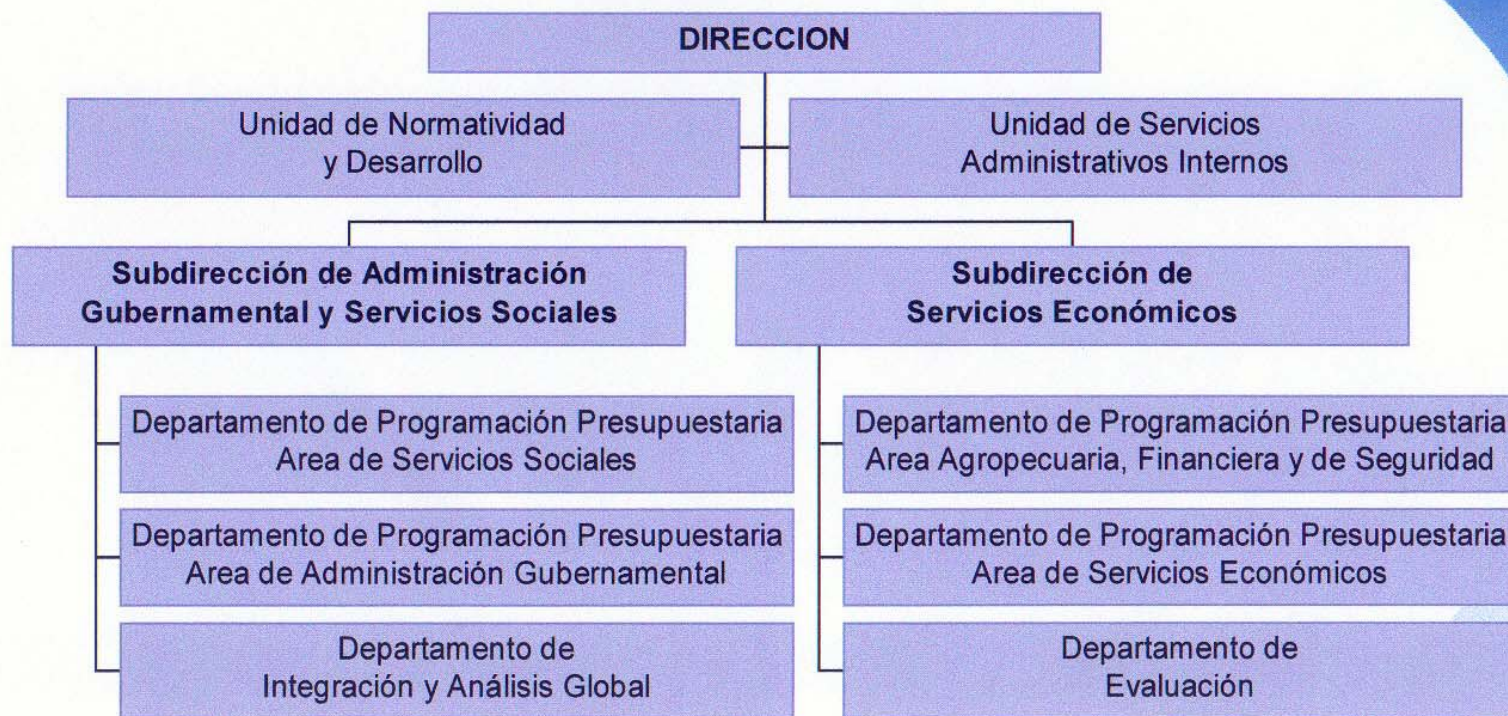 DIRECCION
Unidad de Normatividad
y Desarrollo
Unidad de Servicios
Administrativos Internos
Subdirección de Administración
Gubernamental y Servicios Sociales
Subdirección de
Servicios Económicos
Departamento de Programación Presupuestaria
Area de Servicios Sociales
Departamento de Programación Presupuestaria
Area de Administración Gubernamental
Departamento de
Integración y Análisis Global
Departamento de Programación Presupuestaria
Area Agropecuaria, Financiera y de Seguridad
Departamento de Programación Presupuestaria
Area de Servicios Económicos
Departamento de
Evaluación